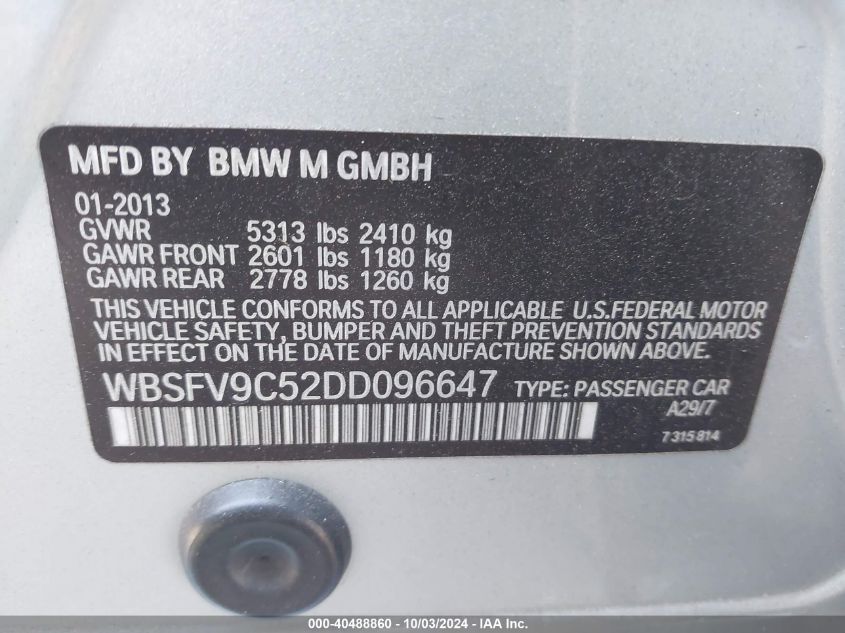 MFD BY BMW M GMBH
01-2013
GVWR 5313 lbs 2410 kg
GAWR FRONT 2601 lbs 1180 kg
GAWR REAR 2778 lbs 1260 kg
THIS VEHICLE CONFORMS TO ALL APPLICABLE U.S.FEDERAL MOTOR
VEHICLE SAFETY, BUMPER AND THEFT PREVENTION STANDARDS
IN EFFECT ON THE DATE OF MANUFACTURE SHOWN ABOVE.
WBSFV9C52DD096647 TYPE: PASSENGER CAR
A29/7
7315814
000-40488860 - 10/03/2024 - IAA Inc.